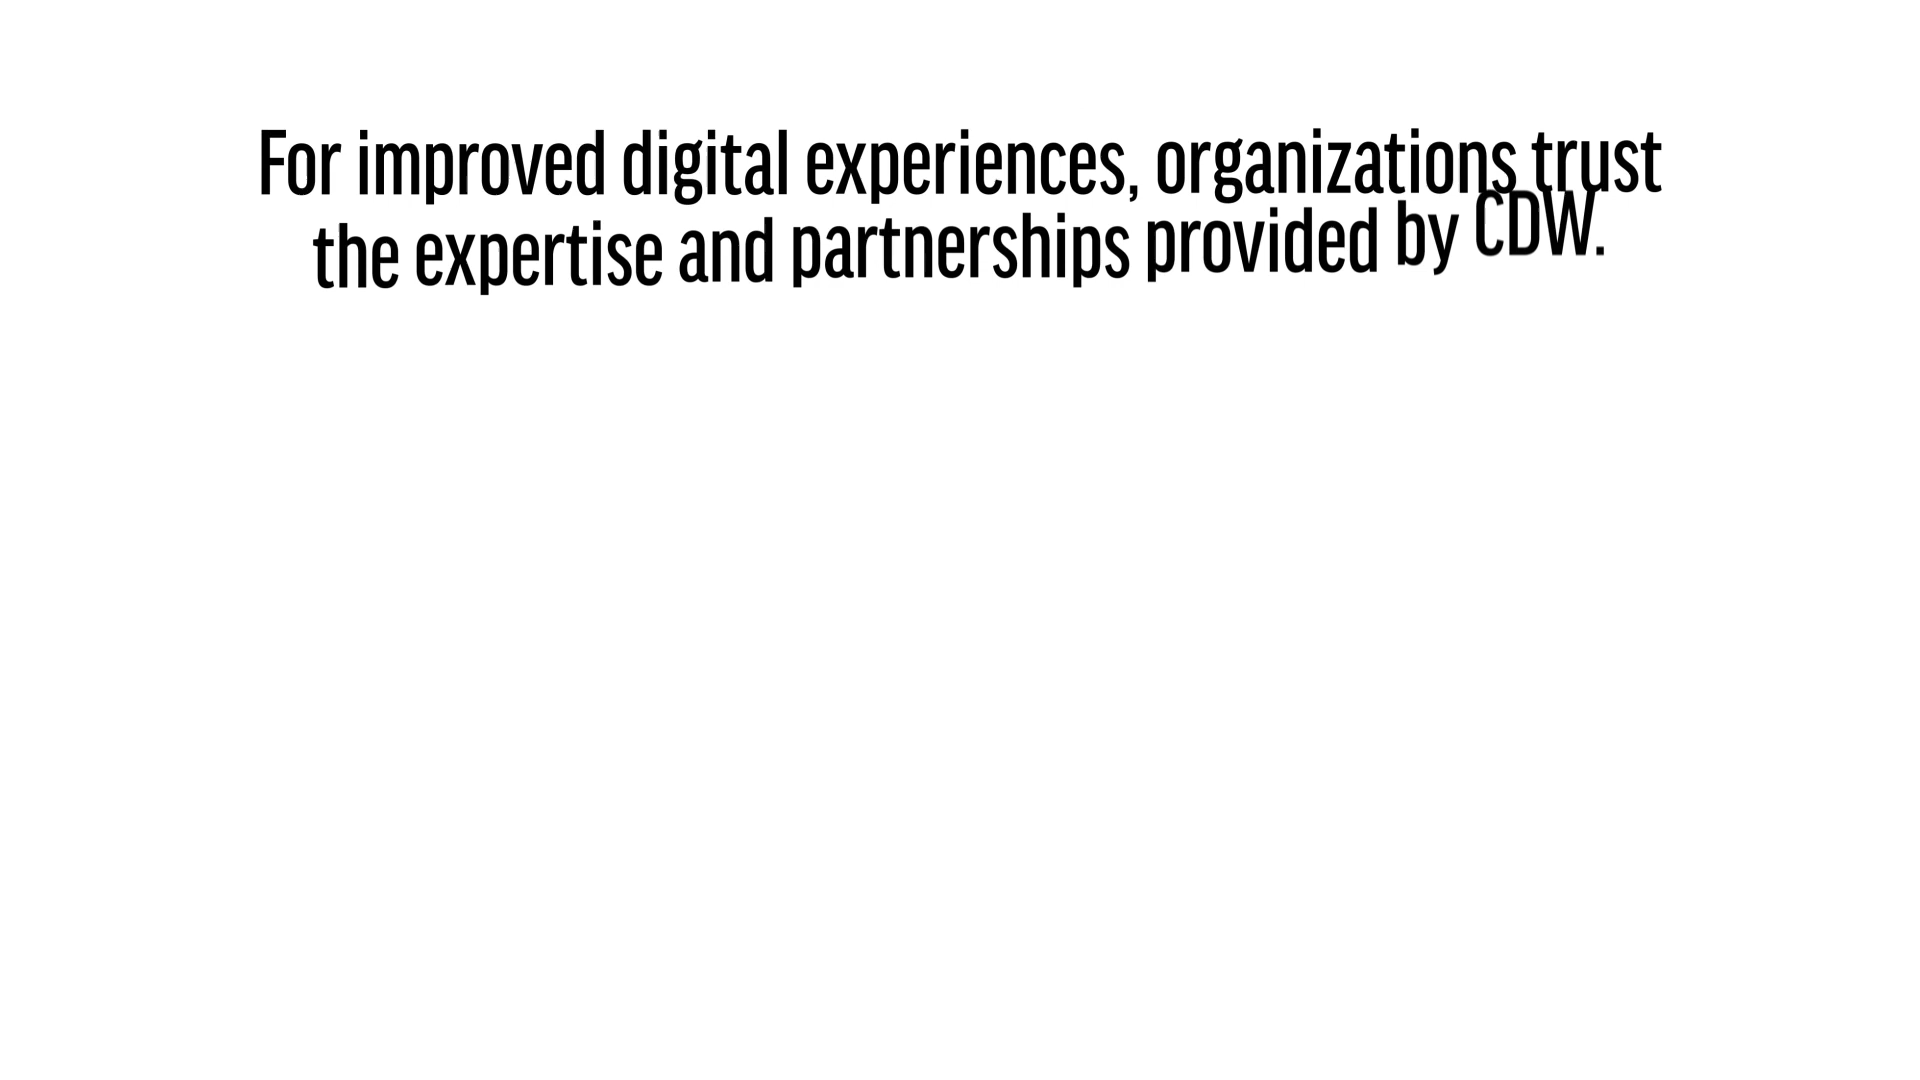 For improved digital experiences, organizations trust
the expertise and partnerships provided by CDW.